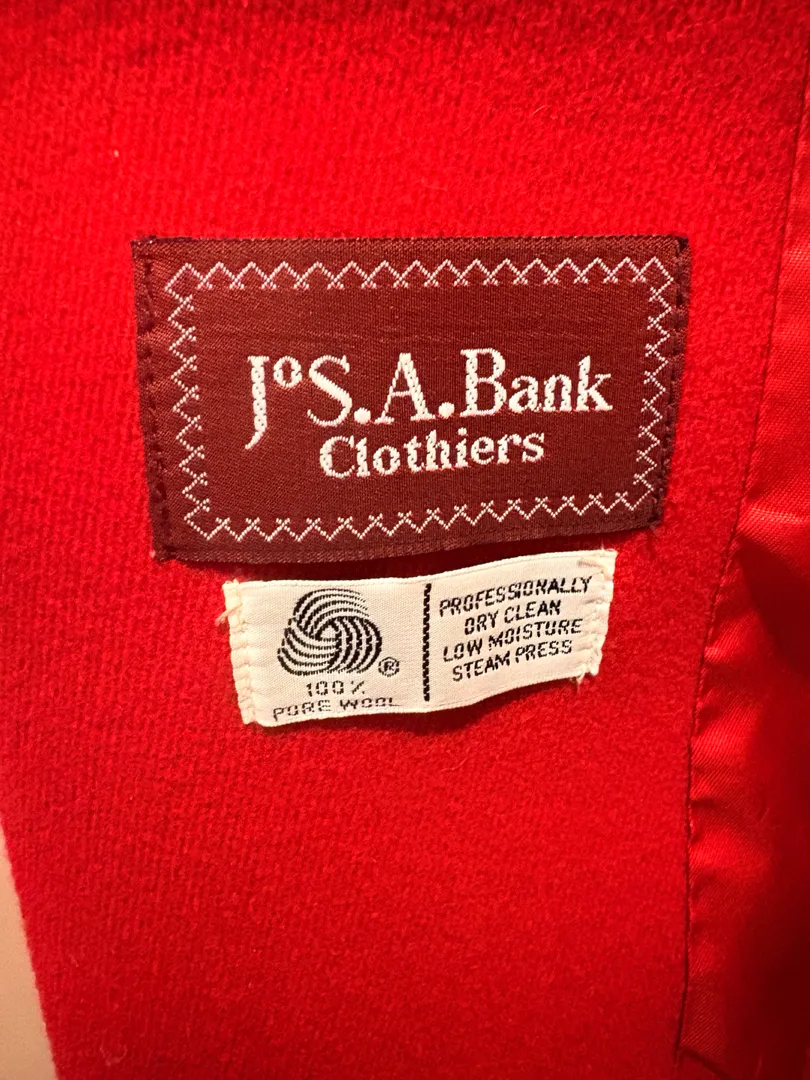 JoS.A.Bank
Clothiers
®
100%
PURE WOOL
PROFESSIONALLY
DRY CLEAN
LOW MOISTURE
STEAM PRESS